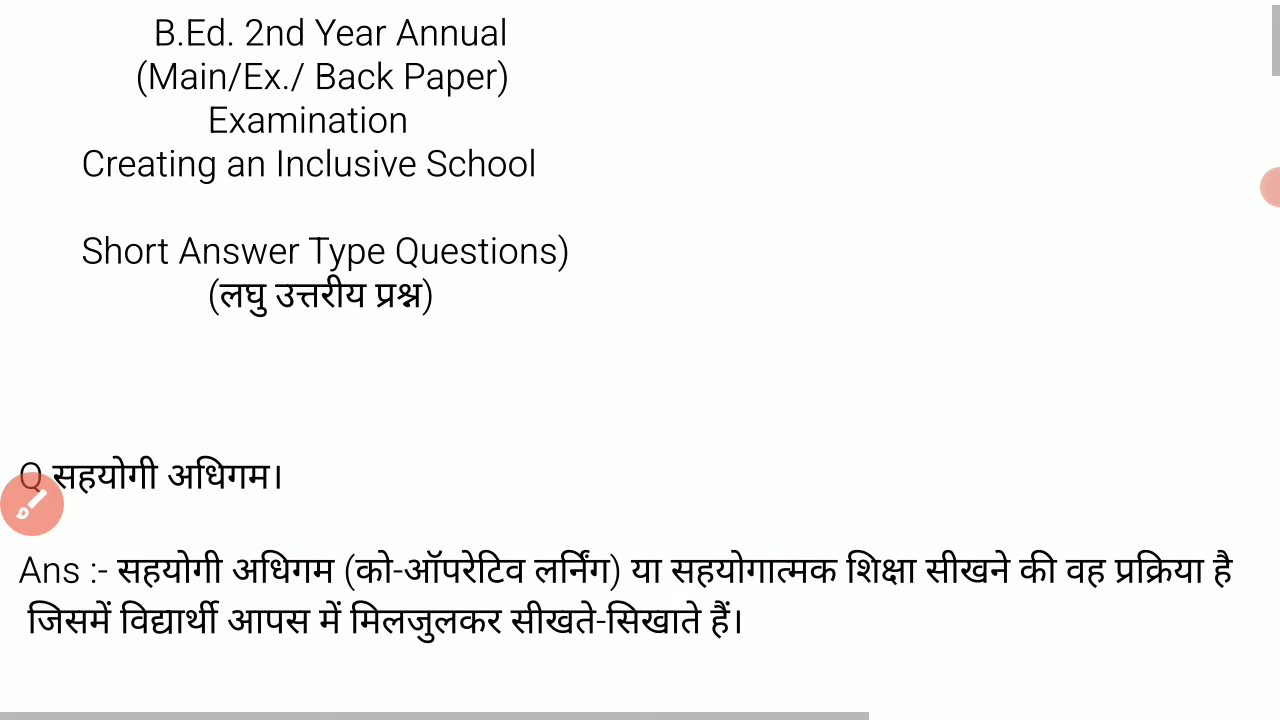 B.Ed. 2nd Year Annual
(Main/Ex./ Back Paper)
Examination
Creating an Inclusive School
Short Answer Type Questions)
(लघु उत्तरीय प्रश्न)
Q सहयोगी अधिगम।
Ans :- सहयोगी अधिगम (को-ऑपरेटिव लर्निंग) या सहयोगात्मक शिक्षा सीखने की वह प्रक्रिया है
जिसमें विद्यार्थी आपस में मिलजुलकर सीखते-सिखाते हैं।